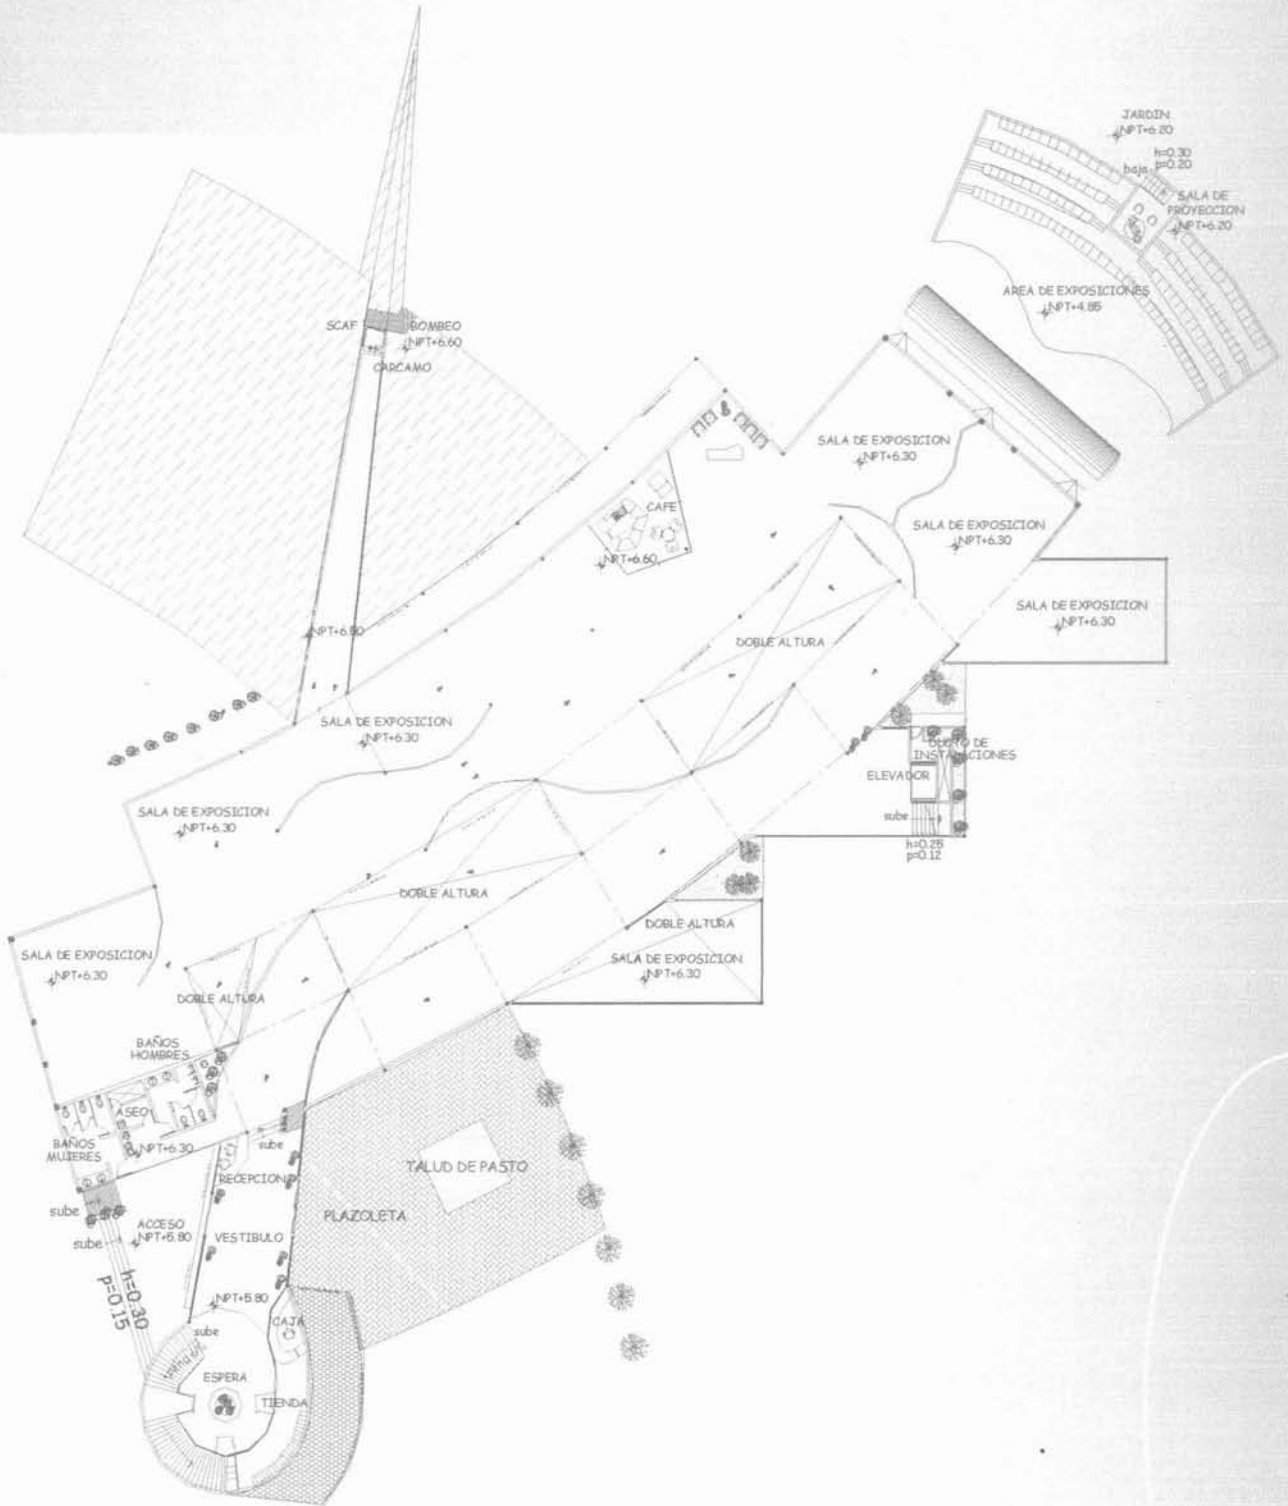 JARDIN
NPT+6.20
h=0.30
p=0.20
baja
SALA DE
PROYECCION
NPT+6.20
AREA DE EXPOSICIONES
NPT+4.85
SCAF
BOMBEO
NPT+6.60
CARCAMO
SALA DE EXPOSICION
NPT+6.30
CAFE
SALA DE EXPOSICION
NPT+6.30
NPT+6.60
SALA DE EXPOSICION
NPT+6.30
DOBLE ALTURA
SALA DE EXPOSICION
NPT+6.30
DUCTO DE
INSTALACIONES
ELEVADOR
sube
h=0.25
p=0.12
SALA DE EXPOSICION
NPT+6.30
DOBLE ALTURA
DOBLE ALTURA
SALA DE EXPOSICION
NPT+6.30
SALA DE EXPOSICION
NPT+6.30
DOBLE ALTURA
BAÑOS
HOMBRES
ASEO
BAÑOS
MUJERES
NPT+6.30
sube
RECEPCION
TALUD DE PASTO
PLAZOLETA
sube
ACCESO
NPT+5.80
sube
VESTIBULO
h=0.30
p=0.15
NPT+5.80
CAJA
sube
ESPERA
TIENDA